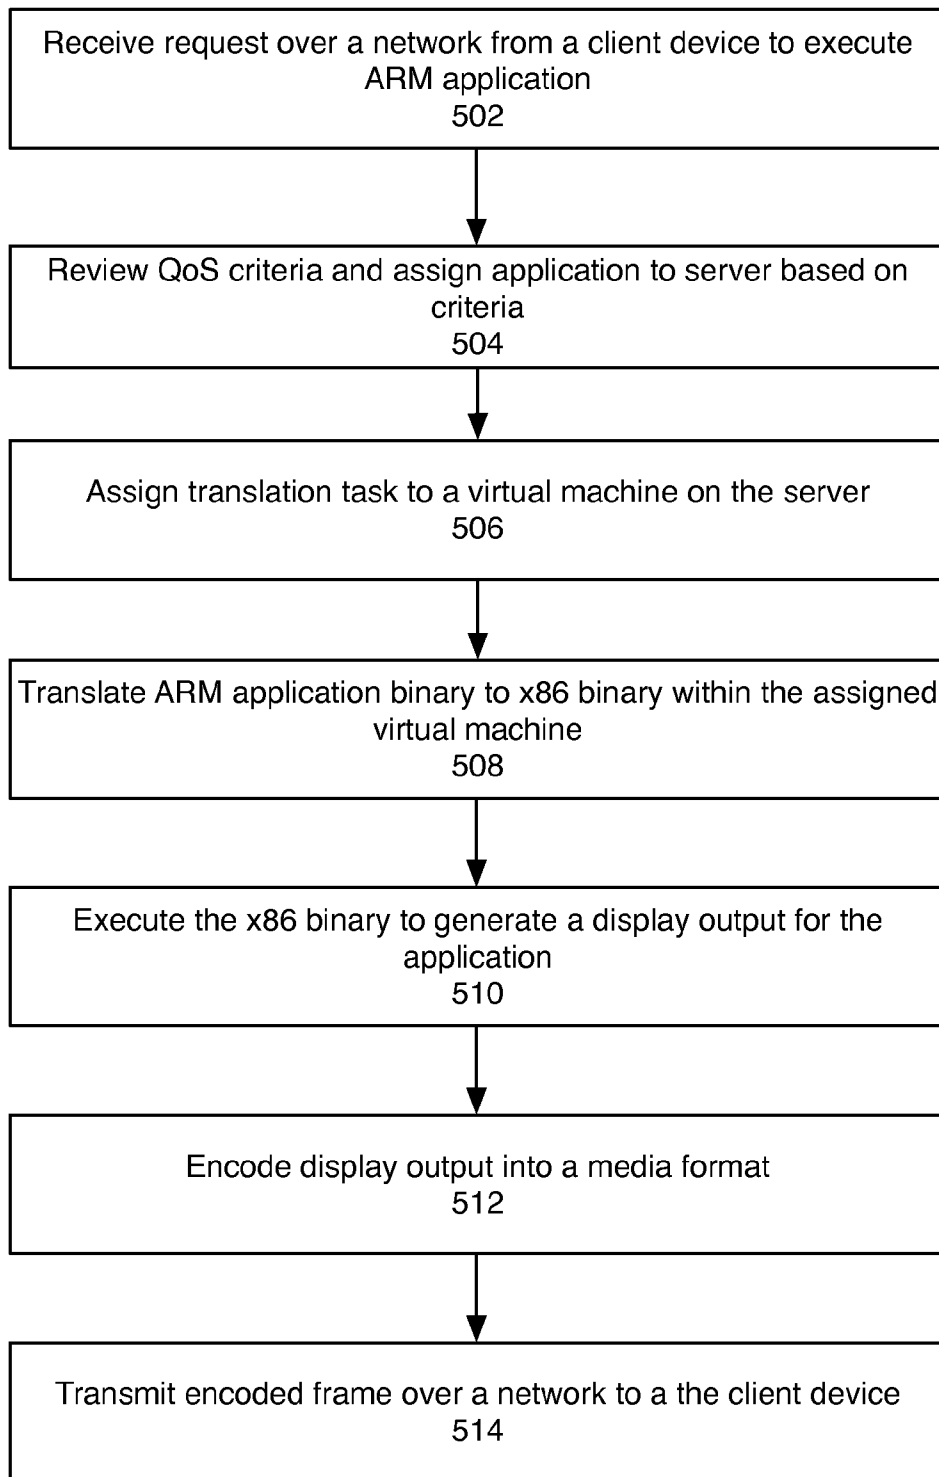 Receive request over a network from a client device to execute
ARM application
502
Review QoS criteria and assign application to server based on
criteria
504
Assign translation task to a virtual machine on the server
506
Translate ARM application binary to x86 binary within the assigned
virtual machine
508
Execute the x86 binary to generate a display output for the
application
510
Encode display output into a media format
512
Transmit encoded frame over a network to a the client device
514